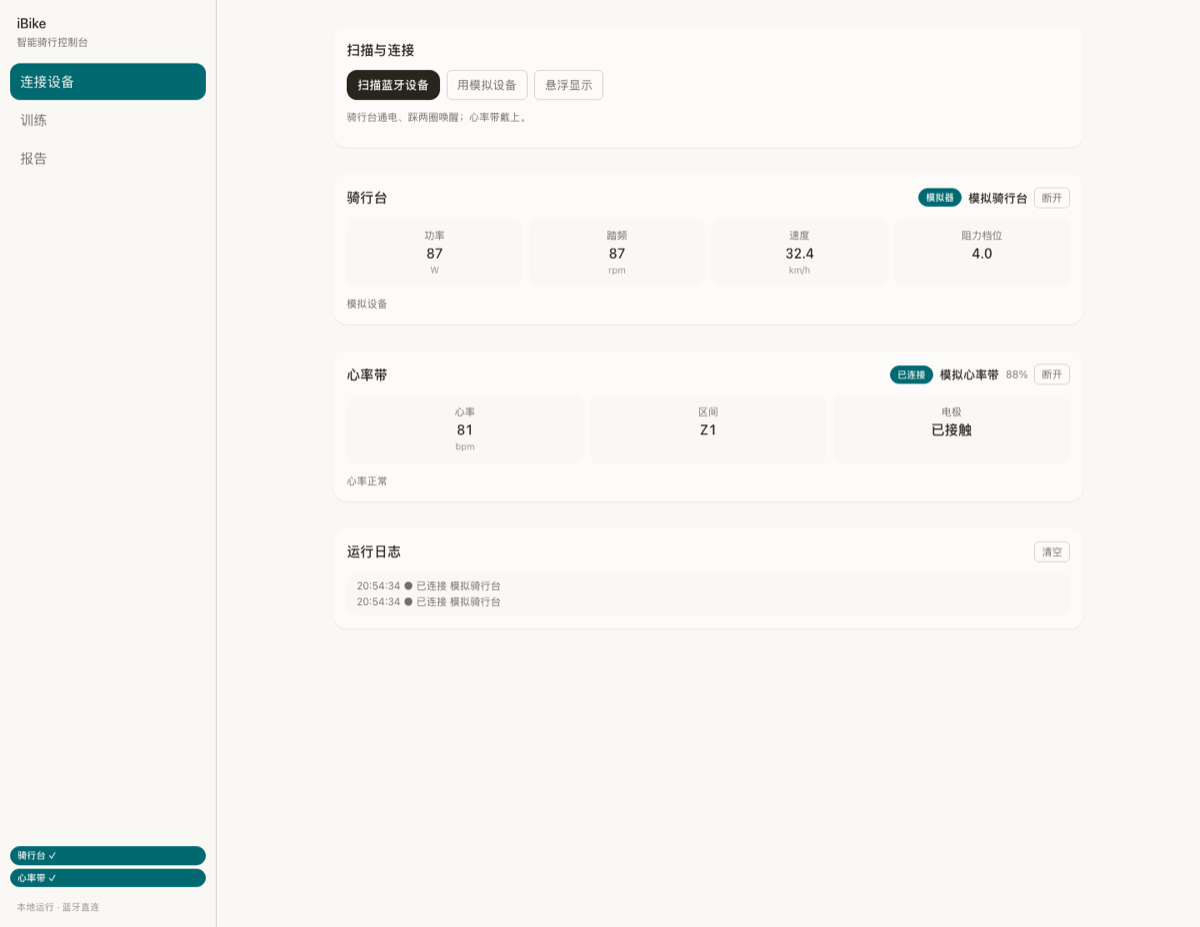 iBike
智能骑行控制台
连接设备
训练
报告
骑行台 ✓
心率带 ✓
本地运行 · 蓝牙直连
扫描与连接
扫描蓝牙设备 用模拟设备 悬浮显示
骑行台通电、踩两圈唤醒；心率带戴上。
骑行台 模拟器 模拟骑行台 断开
功率 踏频 速度 阻力档位
87 87 32.4 4.0
W rpm km/h
模拟设备
心率带 已连接 模拟心率带 88% 断开
心率 区间 电极
81 Z1 已接触
bpm
心率正常
运行日志 清空
20:54:34 ● 已连接 模拟骑行台
20:54:34 ● 已连接 模拟骑行台